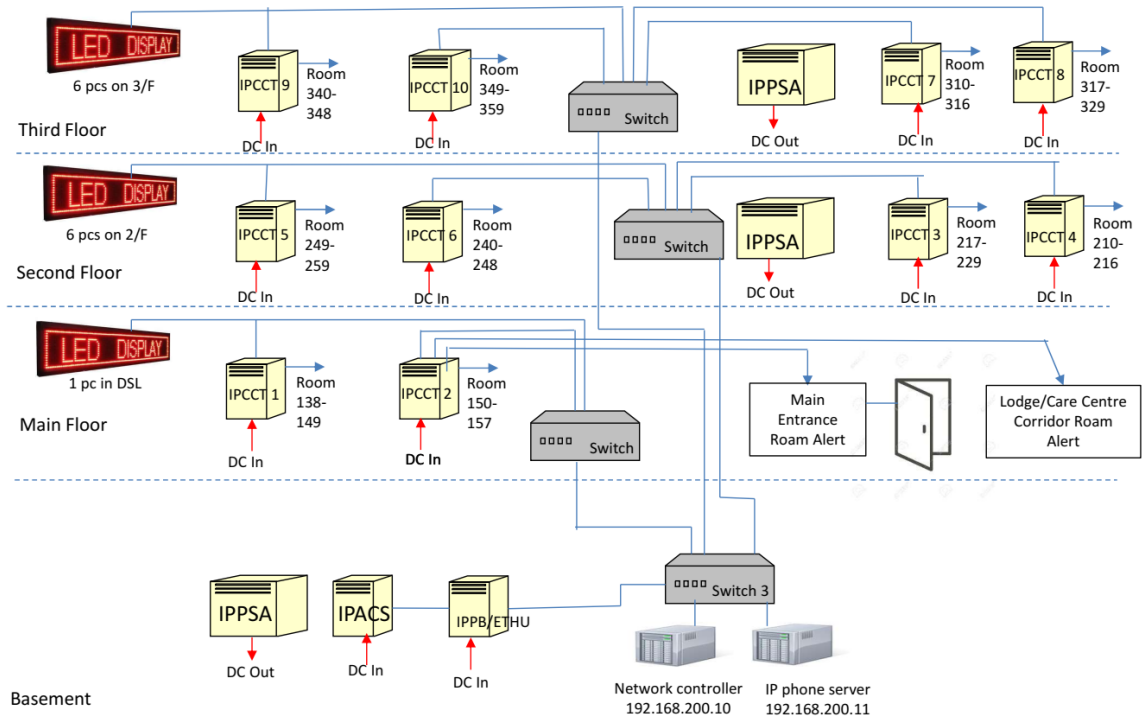 LED DISPLAY
6 pcs on 3/F
Third Floor
IPCCT 9
Room
340-
348
DC In
IPCCT 10
Room
349-
359
DC In
Switch
IPPSA
DC Out
IPCCT 7
Room
310-
316
DC In
IPCCT 8
Room
317-
329
DC In
LED DISPLAY
6 pcs on 2/F
Second Floor
IPCCT 5
Room
249-
259
DC In
IPCCT 6
Room
240-
248
DC In
Switch
IPPSA
DC Out
IPCCT 3
Room
217-
229
DC In
IPCCT 4
Room
210-
216
DC In
LED DISPLAY
1 pc in DSL
Main Floor
IPCCT 1
Room
138-
149
DC In
IPCCT 2
Room
150-
157
DC In
Switch
Main
Entrance
Roam Alert
Lodge/Care Centre
Corridor Roam
Alert
Basement
IPPSA
DC Out
IPACS
DC In
IPPB/ETHU
DC In
Switch 3
Network controller
192.168.200.10
IP phone server
192.168.200.11